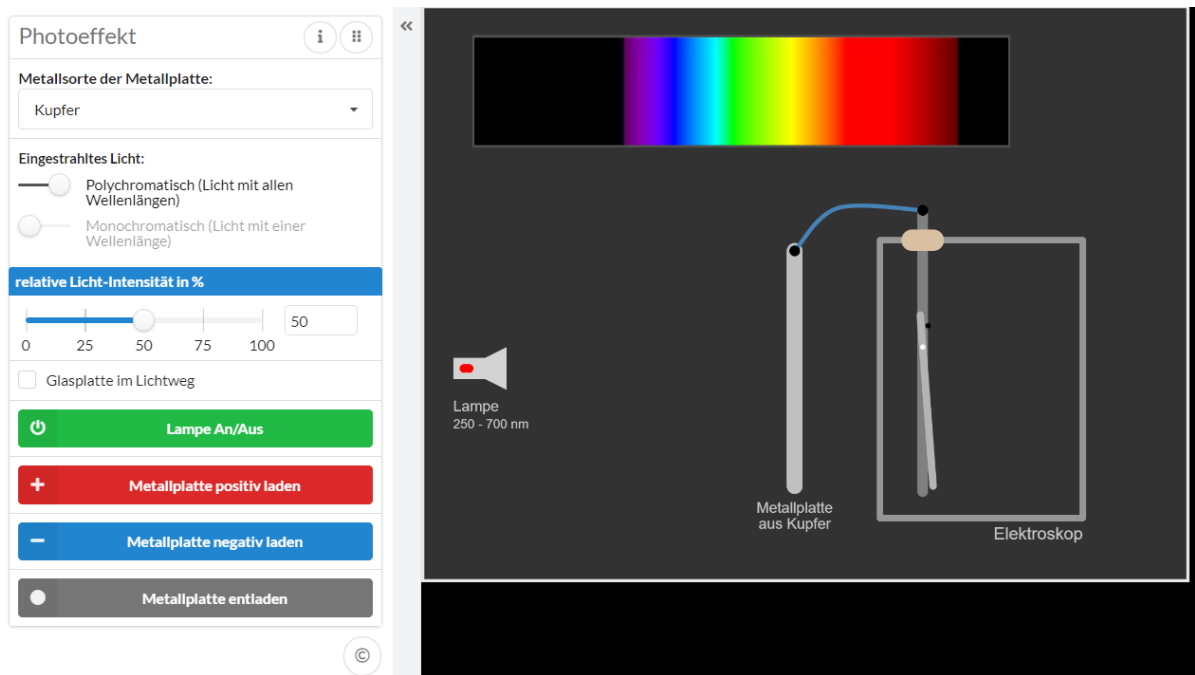 Photoeffekt
Metallsorte der Metallplatte:
Kupfer
Eingestrahltes Licht:
Polychromatisch (Licht mit allen
Wellenlängen)
Monochromatisch (Licht mit einer
Wellenlänge)
relative Licht-Intensität in %
50
0 25 50 75 100
Glasplatte im Lichtweg
Lampe An/Aus
Metallplatte positiv laden
Metallplatte negativ laden
Metallplatte entladen
©
Lampe
250 - 700 nm
Metallplatte
aus Kupfer
Elektroskop